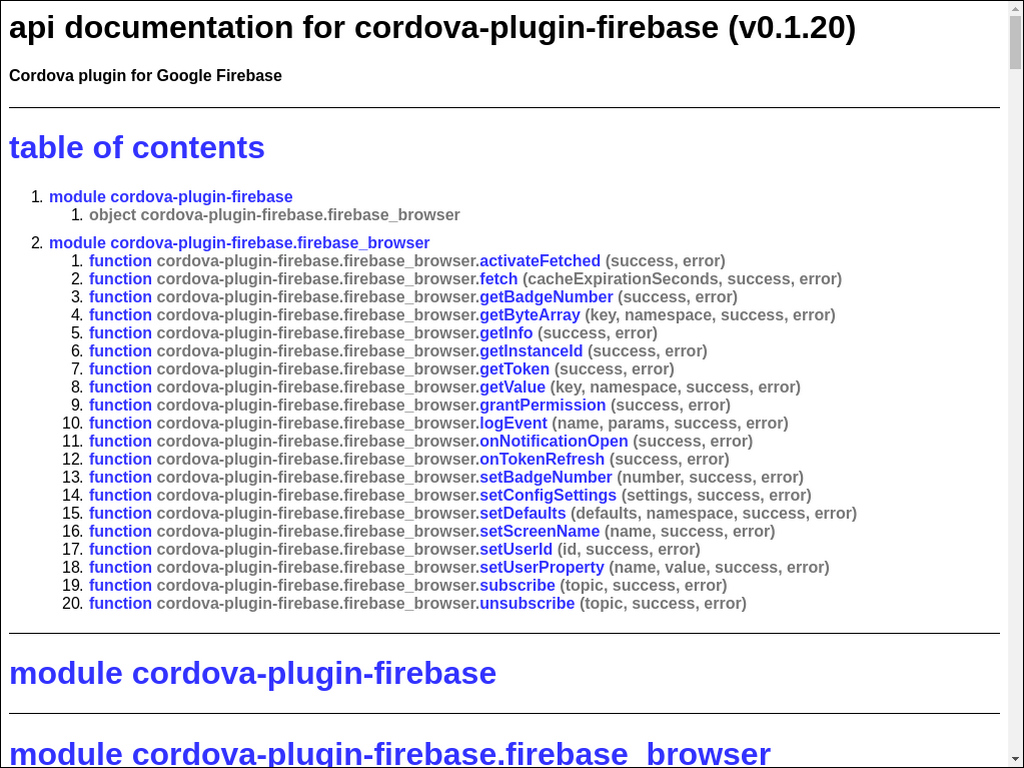 api documentation for cordova-plugin-firebase (v0.1.20)
Cordova plugin for Google Firebase
table of contents
1. module cordova-plugin-firebase
1. object cordova-plugin-firebase.firebase_browser
2. module cordova-plugin-firebase.firebase_browser
1. function cordova-plugin-firebase.firebase_browser.activateFetched (success, error)
2. function cordova-plugin-firebase.firebase_browser.fetch (cacheExpirationSeconds, success, error)
3. function cordova-plugin-firebase.firebase_browser.getBadgeNumber (success, error)
4. function cordova-plugin-firebase.firebase_browser.getByteArray (key, namespace, success, error)
5. function cordova-plugin-firebase.firebase_browser.getInfo (success, error)
6. function cordova-plugin-firebase.firebase_browser.getInstanceId (success, error)
7. function cordova-plugin-firebase.firebase_browser.getToken (success, error)
8. function cordova-plugin-firebase.firebase_browser.getValue (key, namespace, success, error)
9. function cordova-plugin-firebase.firebase_browser.grantPermission (success, error)
10. function cordova-plugin-firebase.firebase_browser.logEvent (name, params, success, error)
11. function cordova-plugin-firebase.firebase_browser.onNotificationOpen (success, error)
12. function cordova-plugin-firebase.firebase_browser.onTokenRefresh (success, error)
13. function cordova-plugin-firebase.firebase_browser.setBadgeNumber (number, success, error)
14. function cordova-plugin-firebase.firebase_browser.setConfigSettings (settings, success, error)
15. function cordova-plugin-firebase.firebase_browser.setDefaults (defaults, namespace, success, error)
16. function cordova-plugin-firebase.firebase_browser.setScreenName (name, success, error)
17. function cordova-plugin-firebase.firebase_browser.setUserId (id, success, error)
18. function cordova-plugin-firebase.firebase_browser.setUserProperty (name, value, success, error)
19. function cordova-plugin-firebase.firebase_browser.subscribe (topic, success, error)
20. function cordova-plugin-firebase.firebase_browser.unsubscribe (topic, success, error)
module cordova-plugin-firebase
module cordova-plugin-firebase.firebase_browser